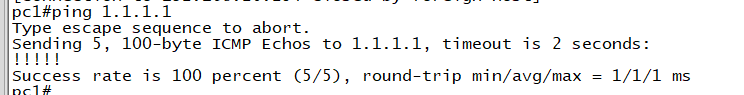 pc1#ping 1.1.1.1
Type escape sequence to abort.
Sending 5, 100-byte ICMP Echos to 1.1.1.1, timeout is 2 seconds:
!!!!!
Success rate is 100 percent (5/5), round-trip min/avg/max = 1/1/1 ms
pc1#